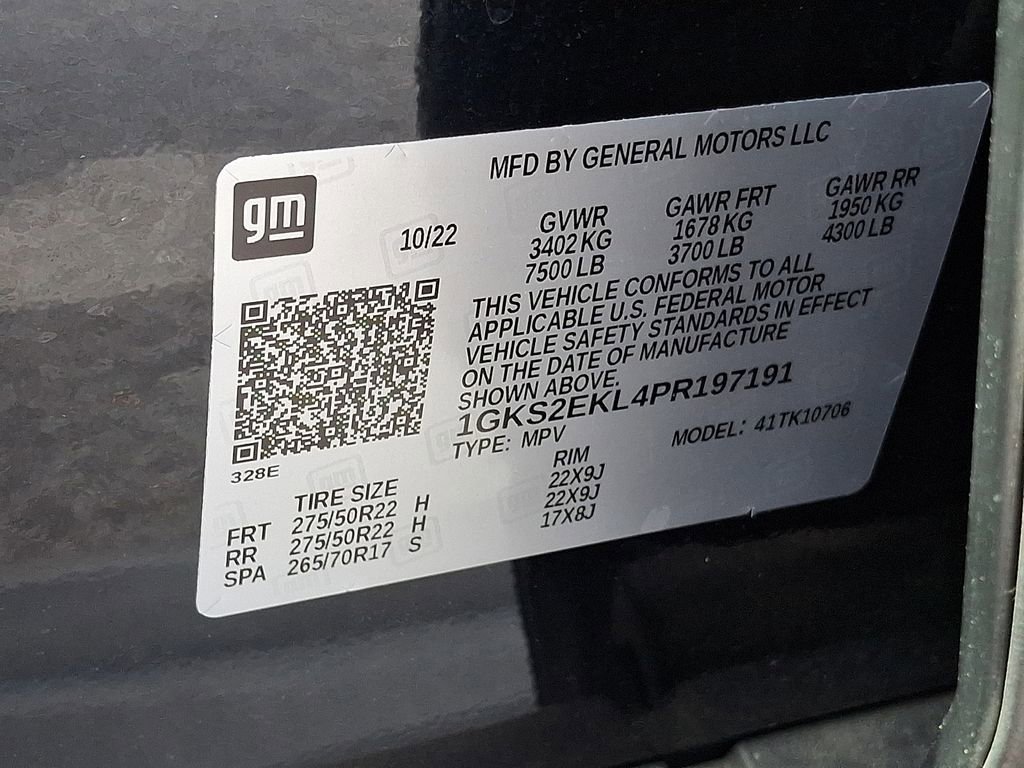 MFD BY GENERAL MOTORS LLC
gm
10/22
GVWR GAWR FRT GAWR RR
3402 KG 1678 KG 1950 KG
7500 LB 3700 LB 4300 LB
THIS VEHICLE CONFORMS TO ALL
APPLICABLE U.S. FEDERAL MOTOR
VEHICLE SAFETY STANDARDS IN EFFECT
ON THE DATE OF MANUFACTURE
SHOWN ABOVE.
1GKS2EKL4PR197191
TYPE: MPV MODEL: 41TK10706
328E
TIRE SIZE RIM
FRT 275/50R22 H 22X9J
RR 275/50R22 H 22X9J
SPA 265/70R17 S 17X8J